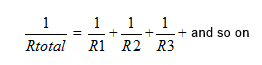 1/Rtotal = 1/R1 + 1/R2 + 1/R3 + and so on